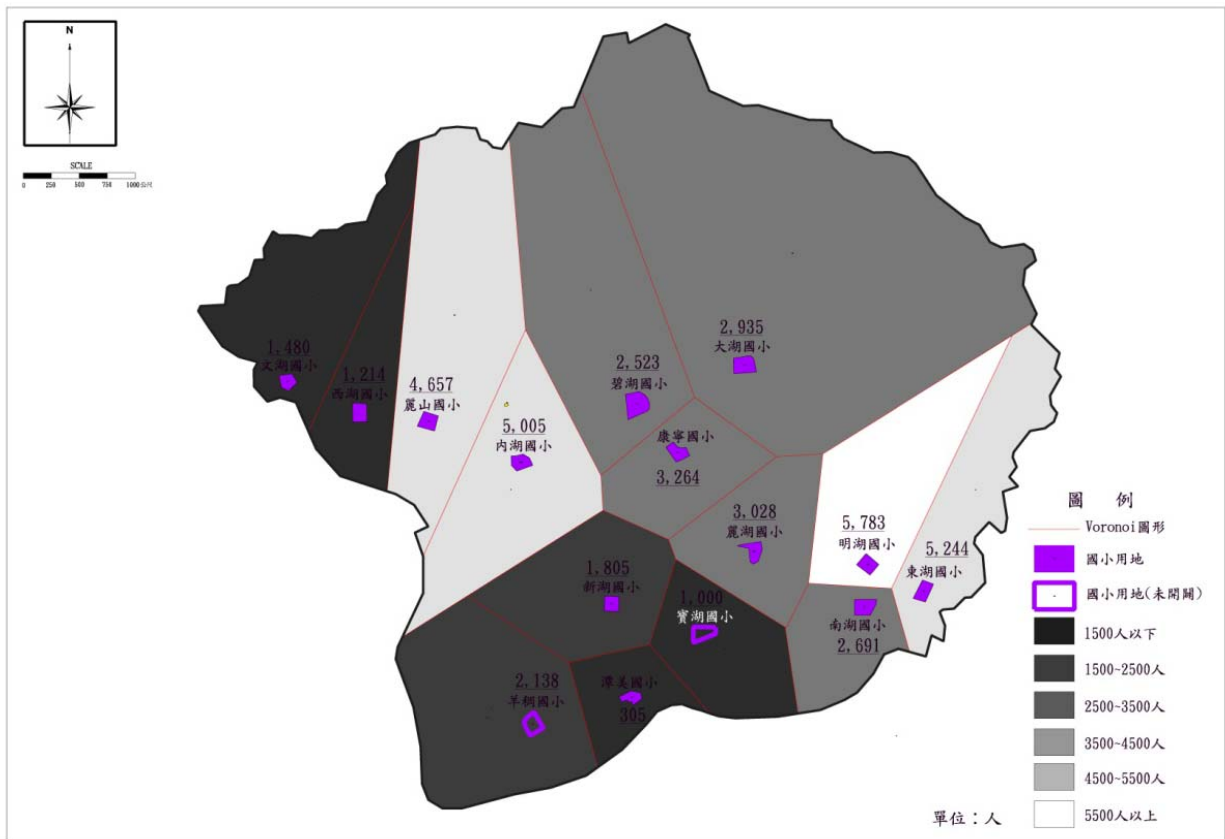 N
SCALE
0 250 500 750 1000公尺
1,480
文湖國小
1,214
西湖國小
4,657
麗山國小
5,005
內湖國小
2,523
碧湖國小
2,935
大湖國小
康寧國小
3,264
3,028
麗湖國小
5,783
明湖國小
5,244
東湖國小
南湖國小
2,691
1,805
新湖國小
1,000
寶湖國小
2,138
羊稠國小
潭美國小
305
圖 例
Voronoi圖形
國小用地
國小用地(未開闢)
1500人以下
1500~2500人
2500~3500人
3500~4500人
4500~5500人
5500人以上
單位：人